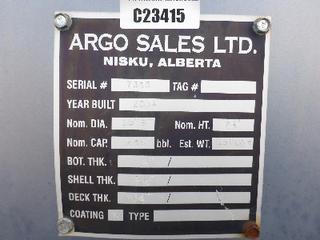 C23415
ARGO SALES LTD.
NISKU, ALBERTA
SERIAL # TAG #
YEAR BUILT
Nom. DIA. Nom. HT.
Nom. CAP. bbl. Est. WT.
BOT. THK. /
SHELL THK. /
DECK THK. /
COATING TYPE